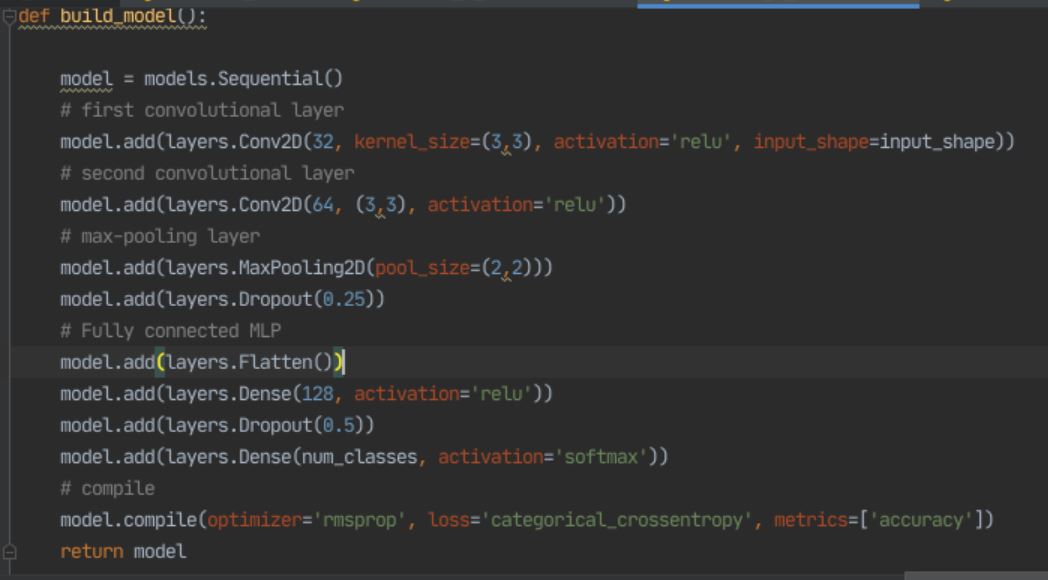 def build_model():
model = models.Sequential()
# first convolutional layer
model.add(layers.Conv2D(32, kernel_size=(3,3), activation='relu', input_shape=input_shape))
# second convolutional layer
model.add(layers.Conv2D(64, (3,3), activation='relu'))
# max-pooling layer
model.add(layers.MaxPooling2D(pool_size=(2,2)))
model.add(layers.Dropout(0.25))
# Fully connected MLP
model.add(layers.Flatten())
model.add(layers.Dense(128, activation='relu'))
model.add(layers.Dropout(0.5))
model.add(layers.Dense(num_classes, activation='softmax'))
# compile
model.compile(optimizer='rmsprop', loss='categorical_crossentropy', metrics=['accuracy'])
return model